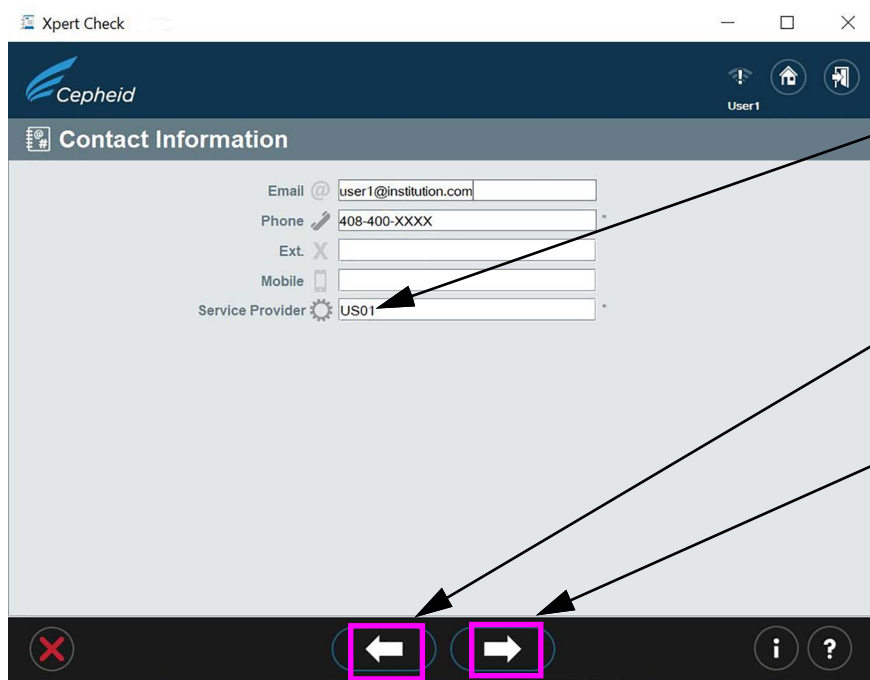 Xpert Check
Cepheid
User1
Contact Information
Email @ user1@institution.com
Phone 408-400-XXXX *
Ext. X
Mobile
Service Provider US01 *
i ?